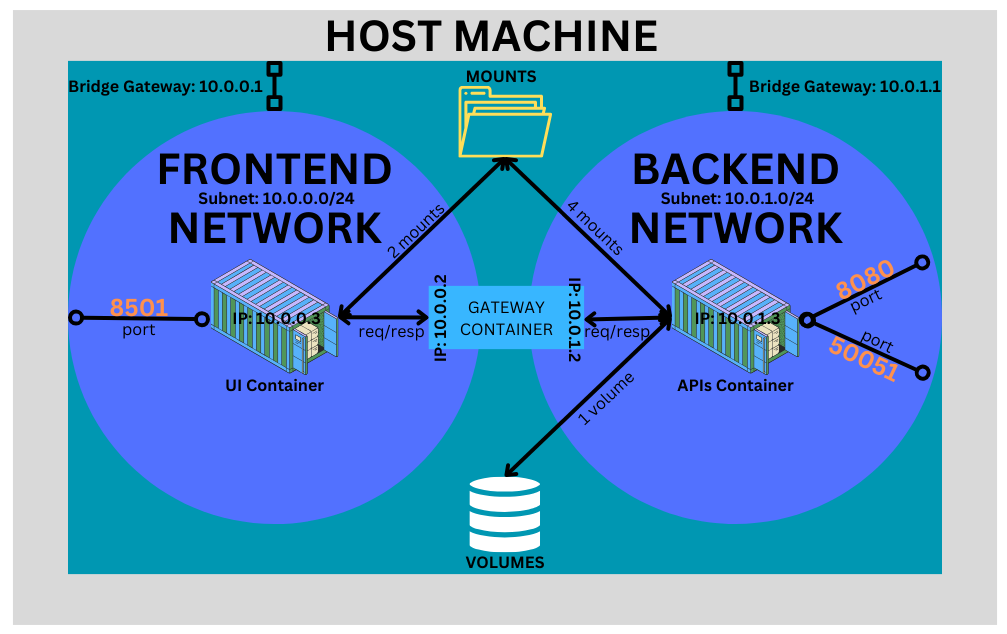 HOST MACHINE
MOUNTS
Bridge Gateway: 10.0.0.1
Bridge Gateway: 10.0.1.1
FRONTEND
Subnet: 10.0.0.0/24
NETWORK
BACKEND
Subnet: 10.0.1.0/24
NETWORK
2 mounts
4 mounts
8501
port
IP: 10.0.0.3
UI Container
req/resp
IP: 10.0.0.2
GATEWAY
CONTAINER
IP: 10.0.1.2
req/resp
IP: 10.0.1.3
APIs Container
8080
port
port
50051
1 volume
VOLUMES